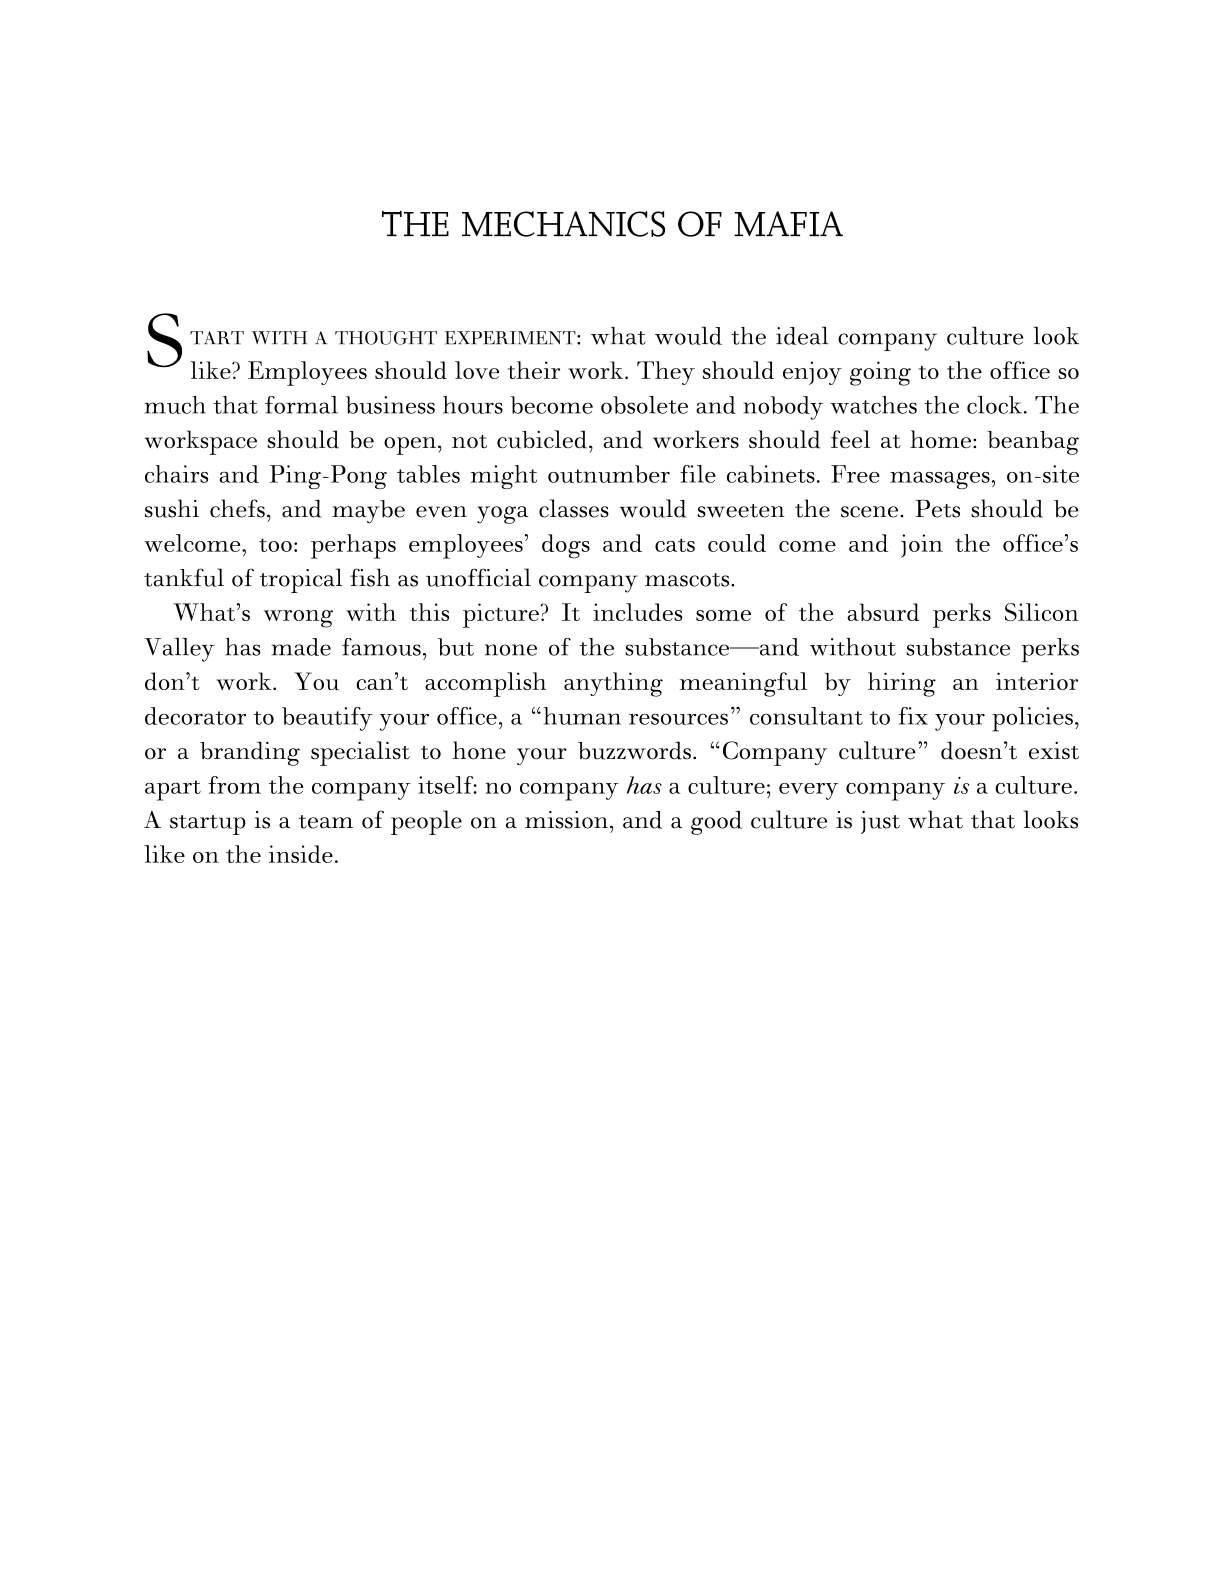 THE MECHANICS OF MAFIA
START WITH A THOUGHT EXPERIMENT: what would the ideal company culture look
like? Employees should love their work. They should enjoy going to the office so
much that formal business hours become obsolete and nobody watches the clock. The
workspace should be open, not cubicled, and workers should feel at home: beanbag
chairs and Ping-Pong tables might outnumber file cabinets. Free massages, on-site
sushi chefs, and maybe even yoga classes would sweeten the scene. Pets should be
welcome, too: perhaps employees’ dogs and cats could come and join the office’s
tankful of tropical fish as unofficial company mascots.
What’s wrong with this picture? It includes some of the absurd perks Silicon
Valley has made famous, but none of the substance—and without substance perks
don’t work. You can’t accomplish anything meaningful by hiring an interior
decorator to beautify your office, a “human resources” consultant to fix your policies,
or a branding specialist to hone your buzzwords. “Company culture” doesn’t exist
apart from the company itself: no company has a culture; every company is a culture.
A startup is a team of people on a mission, and a good culture is just what that looks
like on the inside.